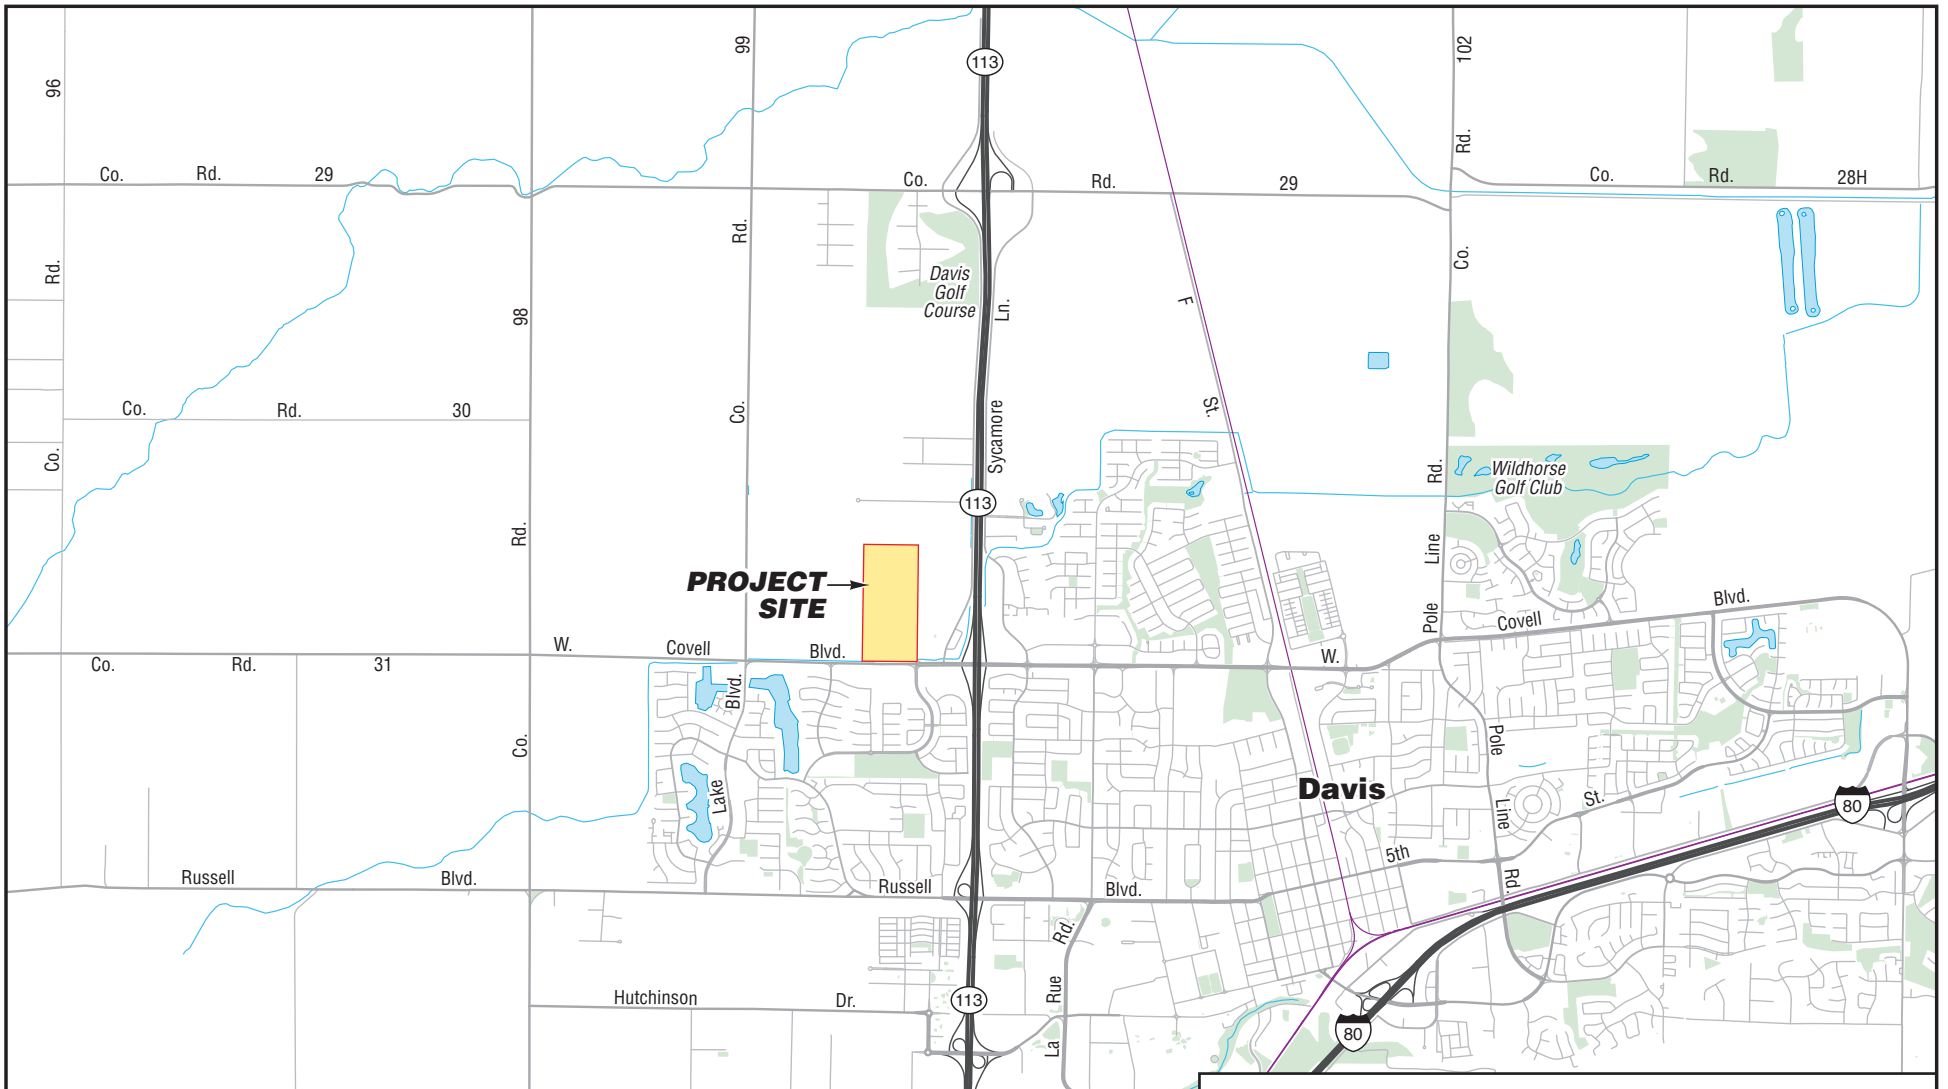 99
113
102
96
Rd.
Co. Rd. 29
Co. Rd. 29
Co. Rd. 28H
Rd.
Rd.
Co.
Davis
Golf
Course
Ln.
F
98
St.
Co. Rd. 30
Co.
Co.
Sycamore
Rd.
Wildhorse
Golf Club
113
Rd.
Line
PROJECT
SITE
Pole
Covell Blvd.
W. Covell Blvd.
W.
Co. Rd. 31
Blvd.
Co.
Pole
Lake
Davis
Line
St.
80
5th
Rd.
Russell Blvd.
Russell Blvd.
Rd.
Rue
La
Hutchinson Dr.
113
80